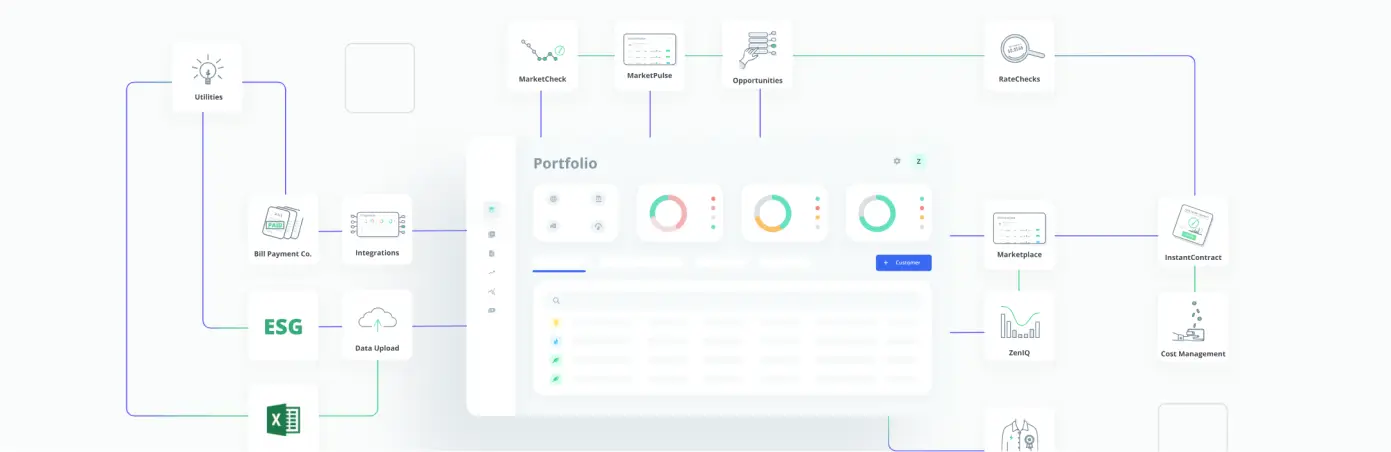 MarketCheck
MarketPulse
Opportunities
RateChecks
Utilities
Portfolio
Z
Bill Payment Co.
PAID
Integrations
Marketplace
InstantContract
+ Customer
ESG
Data Upload
ZenIQ
Cost Management
X